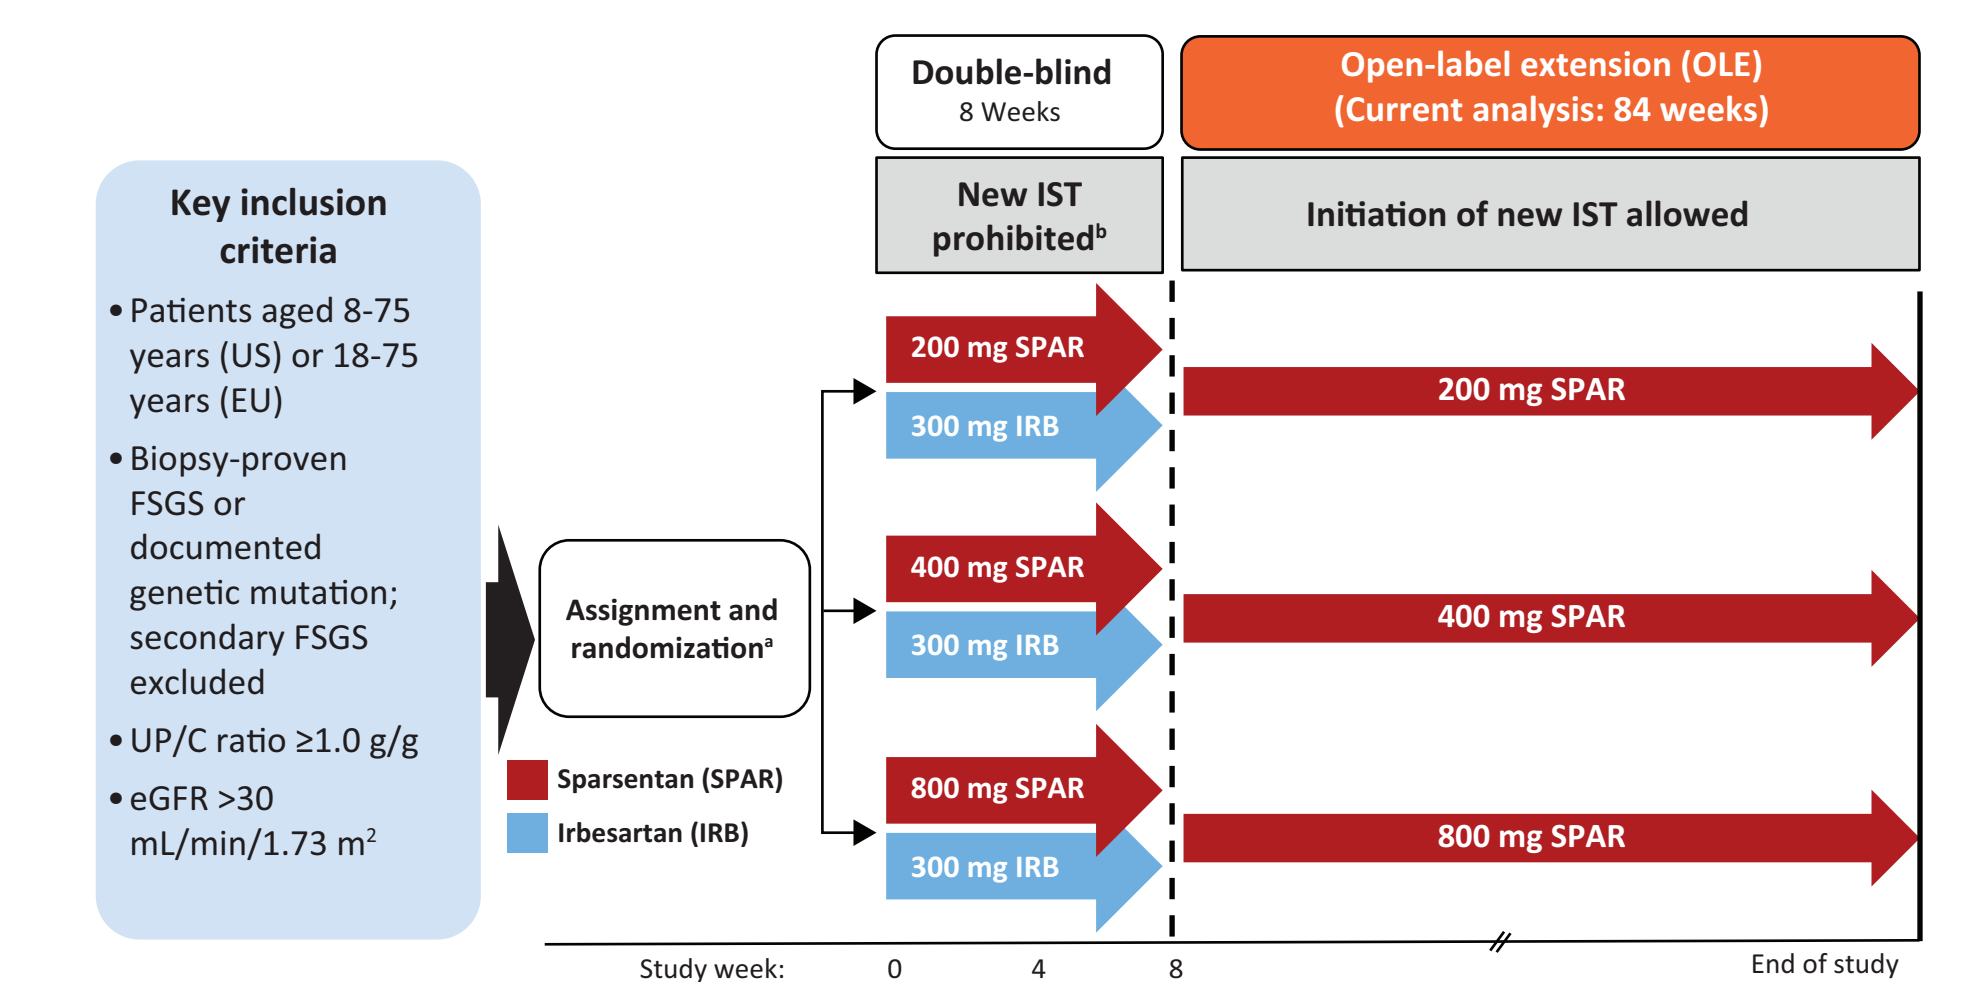 Double-blind
8 Weeks
Open-label extension (OLE)
(Current analysis: 84 weeks)
New IST
prohibitedᵇ
Initiation of new IST allowed
Key inclusion
criteria
• Patients aged 8-75
years (US) or 18-75
years (EU)
• Biopsy-proven
FSGS or
documented
genetic mutation;
secondary FSGS
excluded
• UP/C ratio ≥1.0 g/g
• eGFR >30
mL/min/1.73 m²
Assignment and
randomizationᵃ
Sparsentan (SPAR)
Irbesartan (IRB)
200 mg SPAR
300 mg IRB
200 mg SPAR
400 mg SPAR
300 mg IRB
400 mg SPAR
800 mg SPAR
300 mg IRB
800 mg SPAR
Study week: 0 4 8 End of study